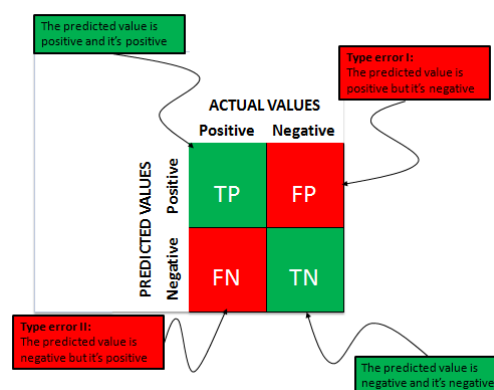 The predicted value is
positive and it's positive
Type error I:
The predicted value is
positive but it's negative
ACTUAL VALUES
Positive Negative
PREDICTED VALUES
Positive
TP FP
Negative
FN TN
Type error II:
The predicted value is
negative but it's positive
The predicted value is
negative and it's negative